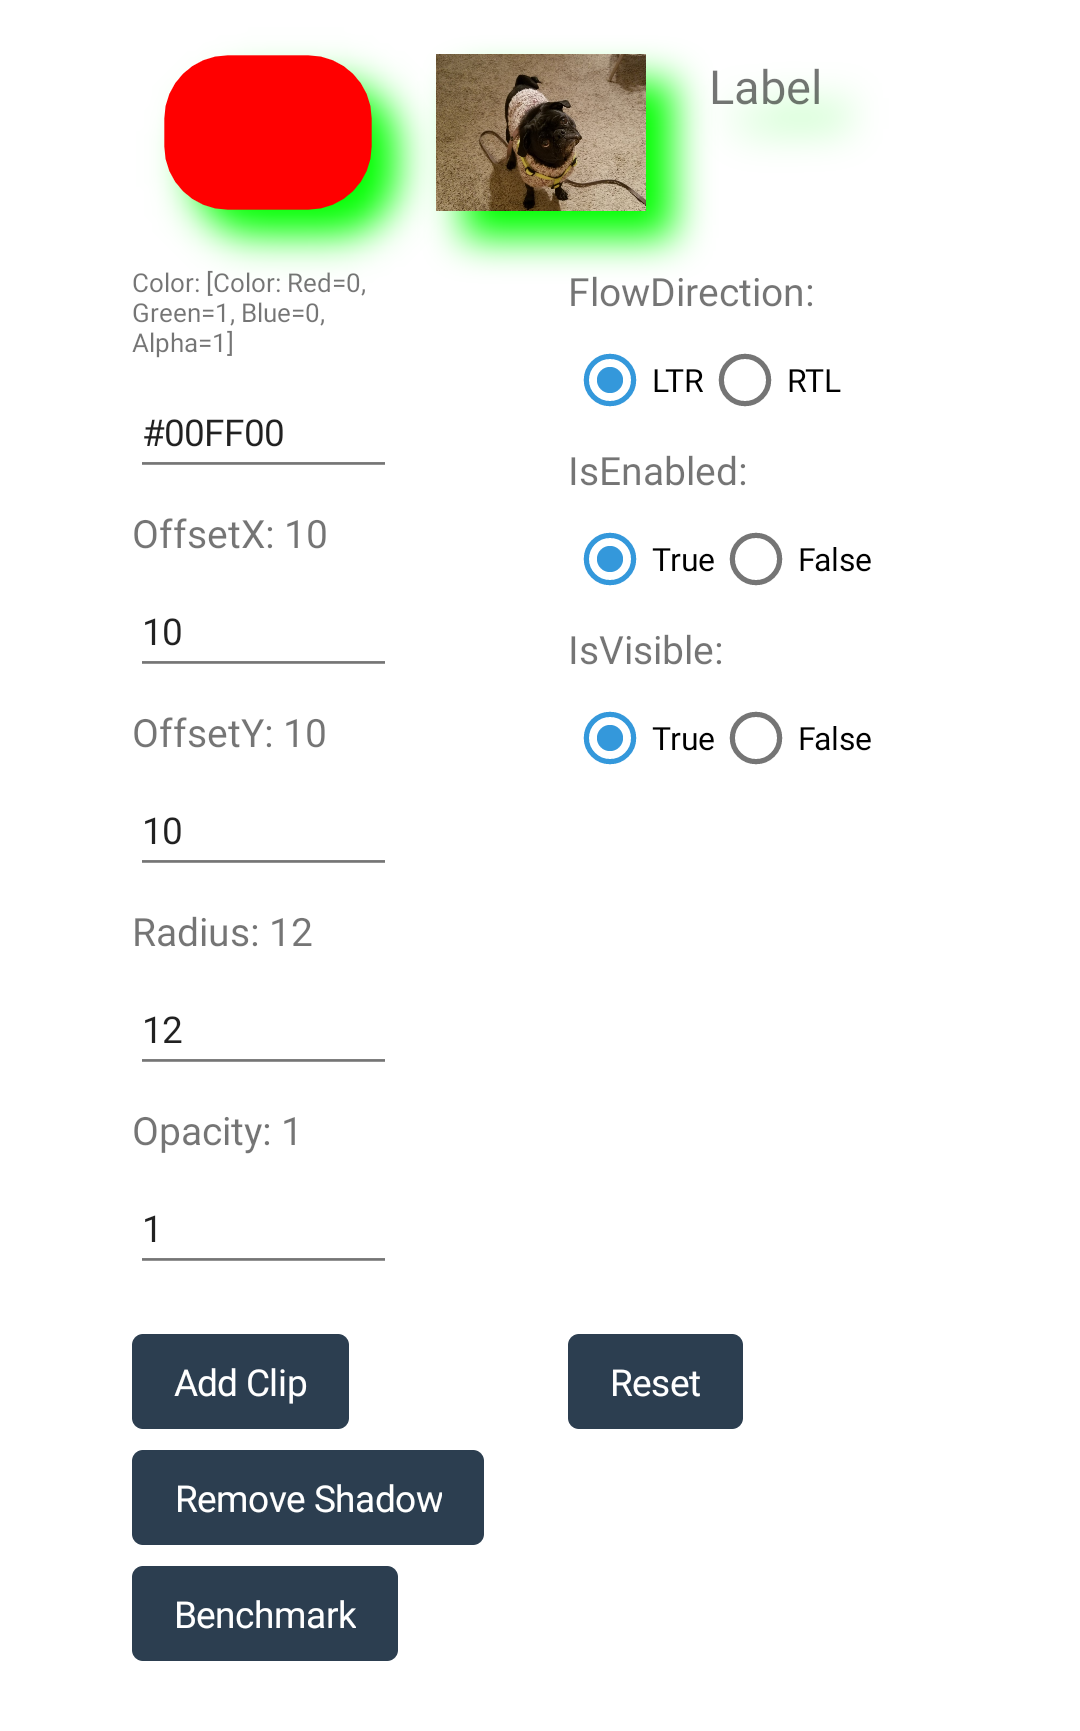 Label
Color: [Color: Red=0,
Green=1, Blue=0,
Alpha=1]
#00FF00
OffsetX: 10
10
OffsetY: 10
10
Radius: 12
12
Opacity: 1
1
FlowDirection:
LTR RTL
IsEnabled:
True False
IsVisible:
True False
Add Clip
Reset
Remove Shadow
Benchmark